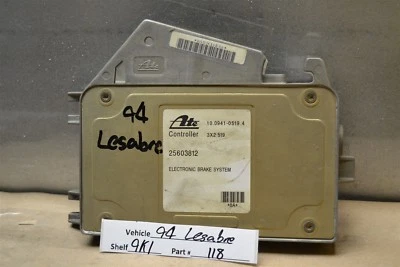 Ate
94
Lesabre
Ate 10.0941-0519.4
Controller 3X2 519
25603812
ELECTRONIC BRAKE SYSTEM
Vehicle 94 Lesabre
Shelf 9K1 Part# 118